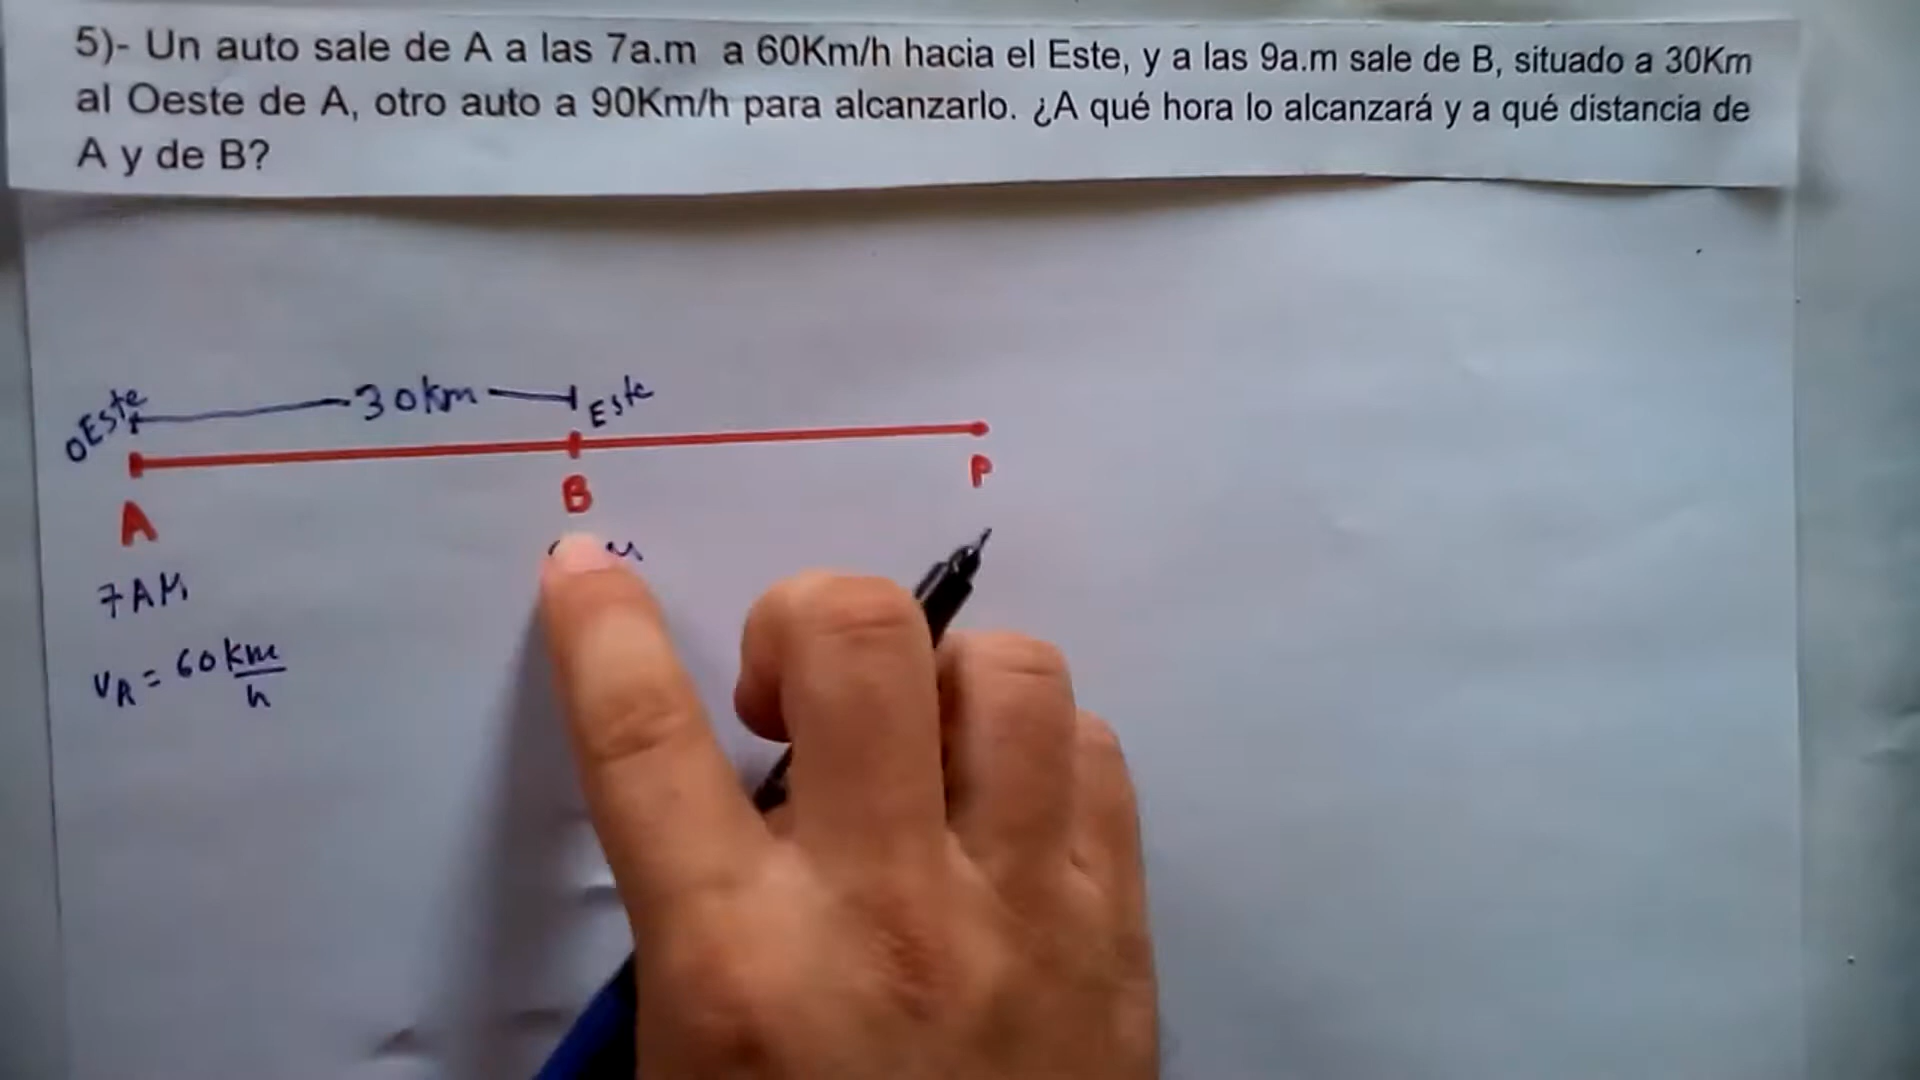 5)- Un auto sale de A a las 7a.m a 60Km/h hacia el Este, y a las 9a.m sale de B, situado a 30Km
al Oeste de A, otro auto a 90Km/h para alcanzarlo. ¿A qué hora lo alcanzará y a qué distancia de
A y de B?
OEste 30km Este
A B P
7AM
VA = 60 km
h